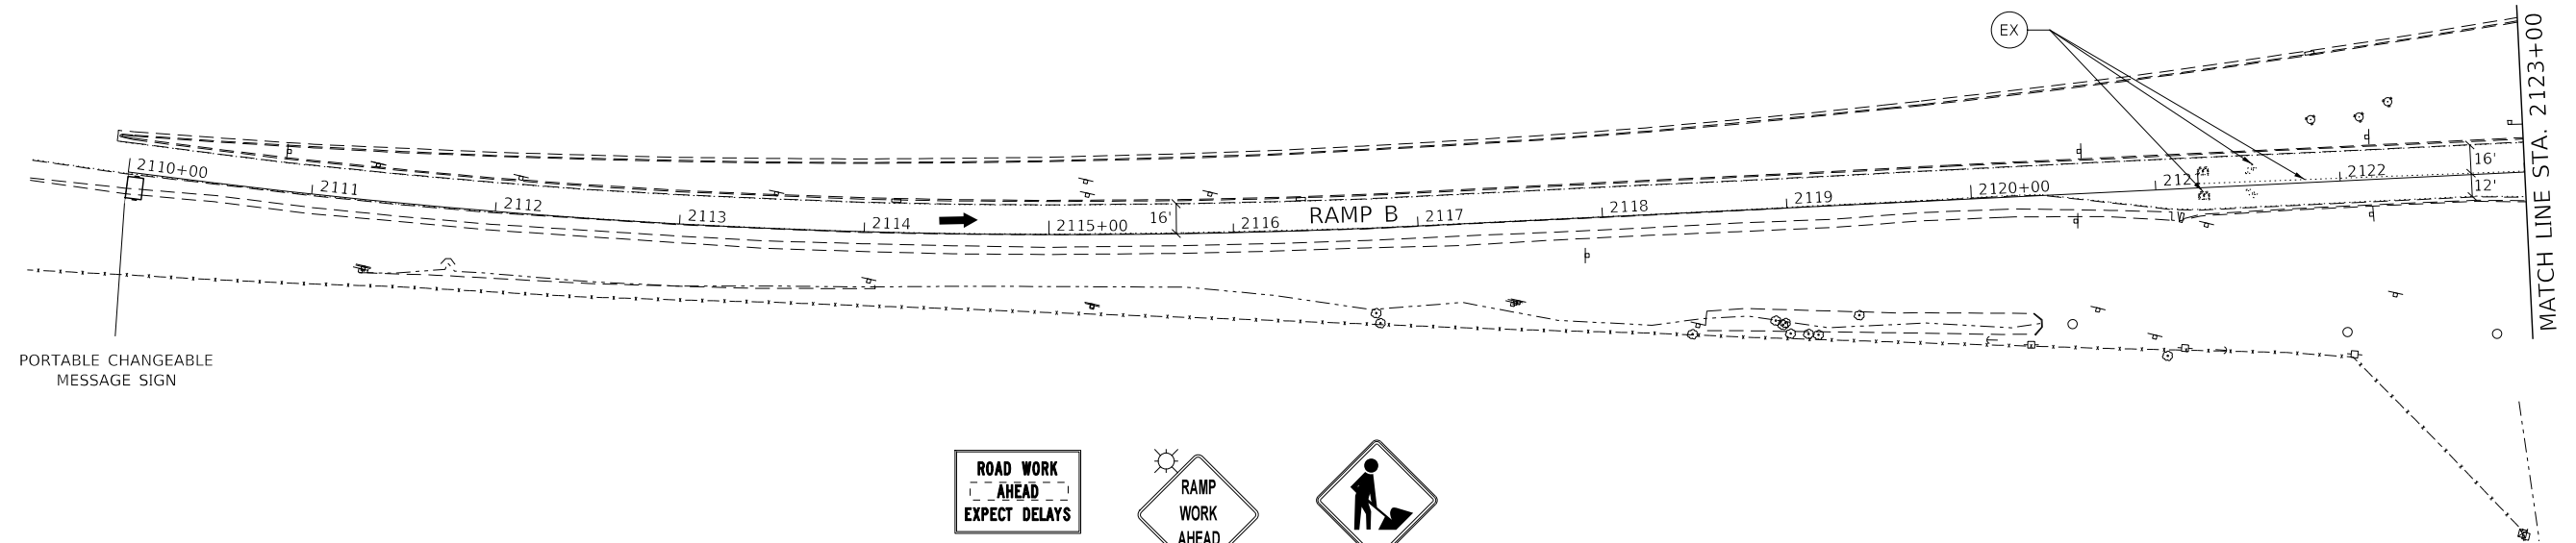 EX
MATCH LINE STA. 2123+00
2110+00
2111
2112
2113
2114
2115+00
16'
2116
RAMP B
2117
2118
2119
2120+00
2122
16'
12'
PORTABLE CHANGEABLE
MESSAGE SIGN
ROAD WORK
AHEAD
EXPECT DELAYS
RAMP
WORK
AHEAD